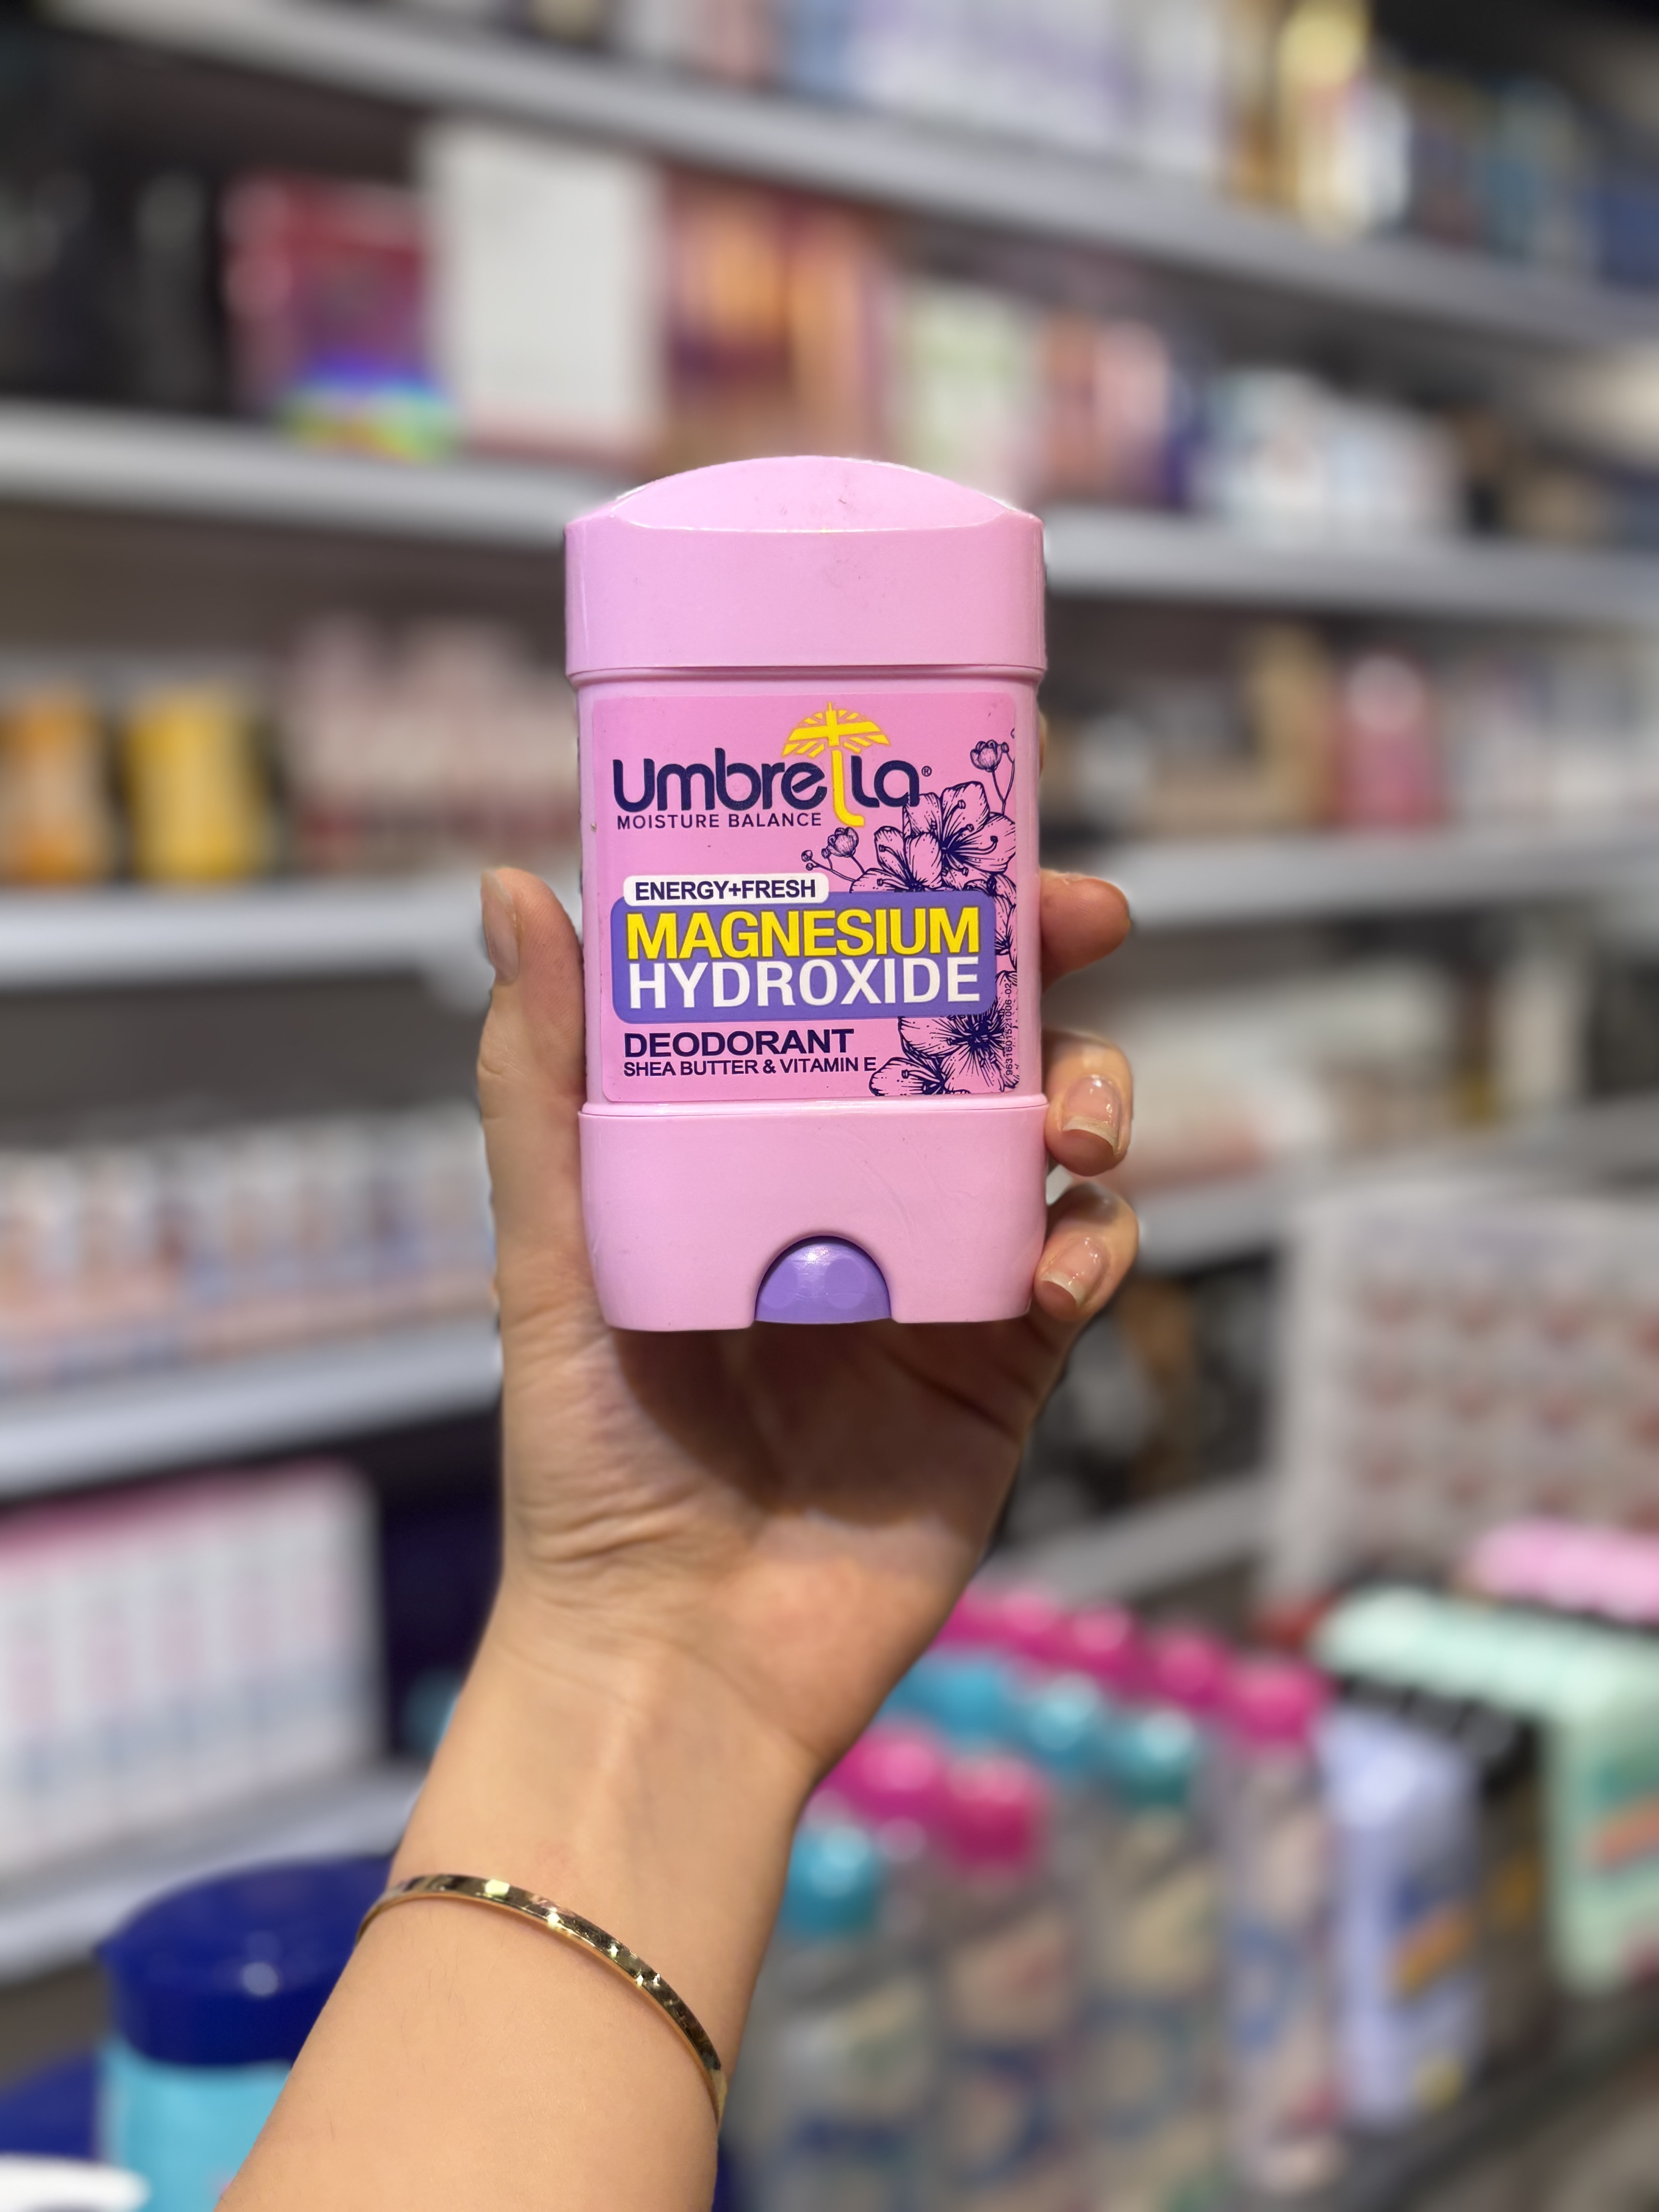 umbrella®
MOISTURE BALANCE
ENERGY+FRESH
MAGNESIUM
HYDROXIDE
DEODORANT
SHEA BUTTER & VITAMIN E